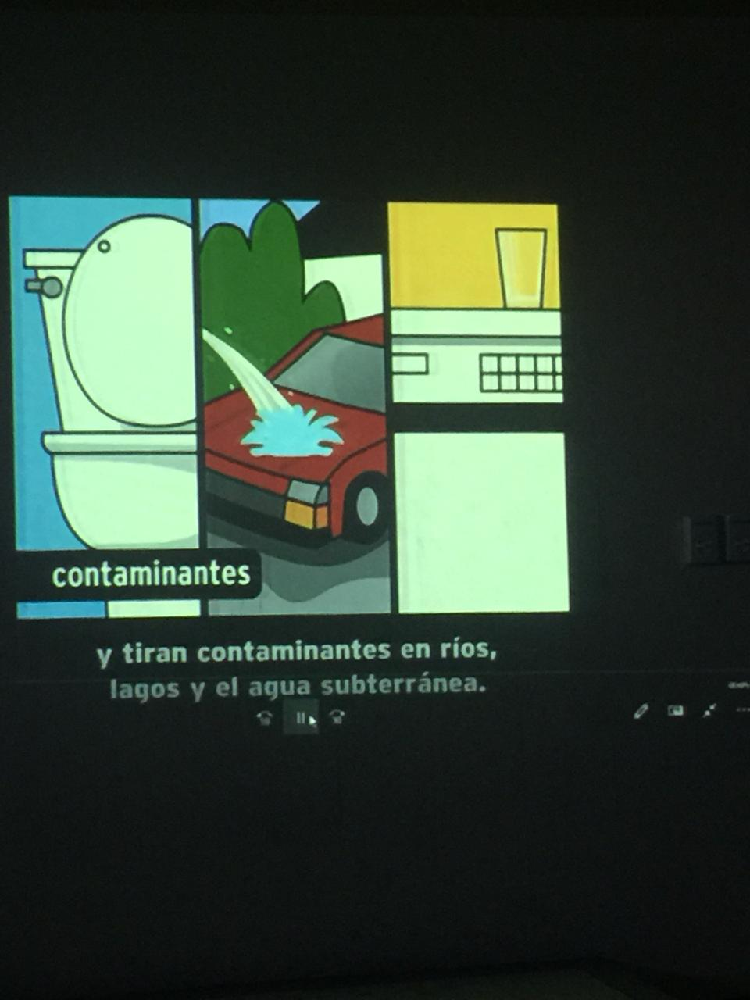 contaminantes
y tiran contaminantes en ríos,
lagos y el agua subterránea.